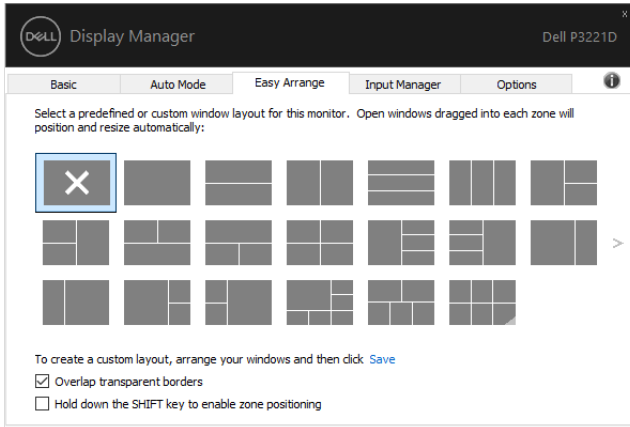 x
DELL Display Manager Dell P3221D
Basic Auto Mode Easy Arrange Input Manager Options i
Select a predefined or custom window layout for this monitor. Open windows dragged into each zone will
position and resize automatically:
>
To create a custom layout, arrange your windows and then click Save
Overlap transparent borders
Hold down the SHIFT key to enable zone positioning